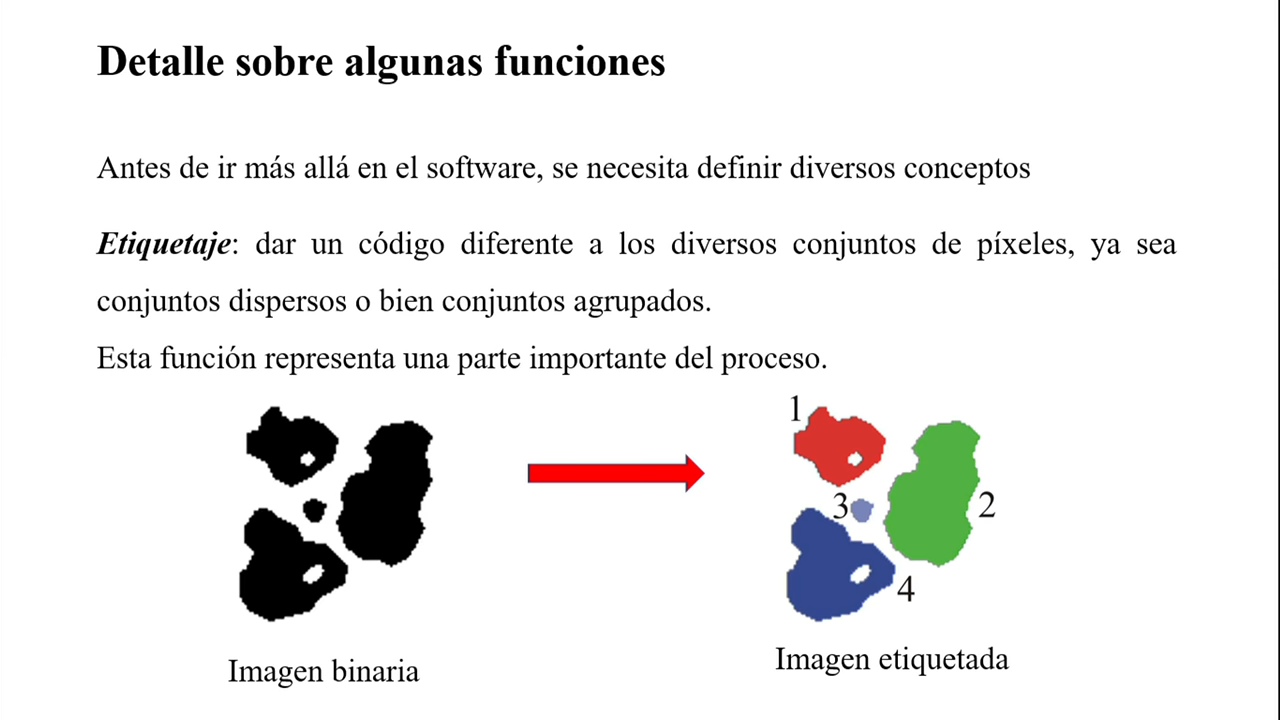 Detalle sobre algunas funciones
Antes de ir más allá en el software, se necesita definir diversos conceptos
Etiquetaje: dar un código diferente a los diversos conjuntos de píxeles, ya sea
conjuntos dispersos o bien conjuntos agrupados.
Esta función representa una parte importante del proceso.
1
3
2
4
Imagen binaria
Imagen etiquetada